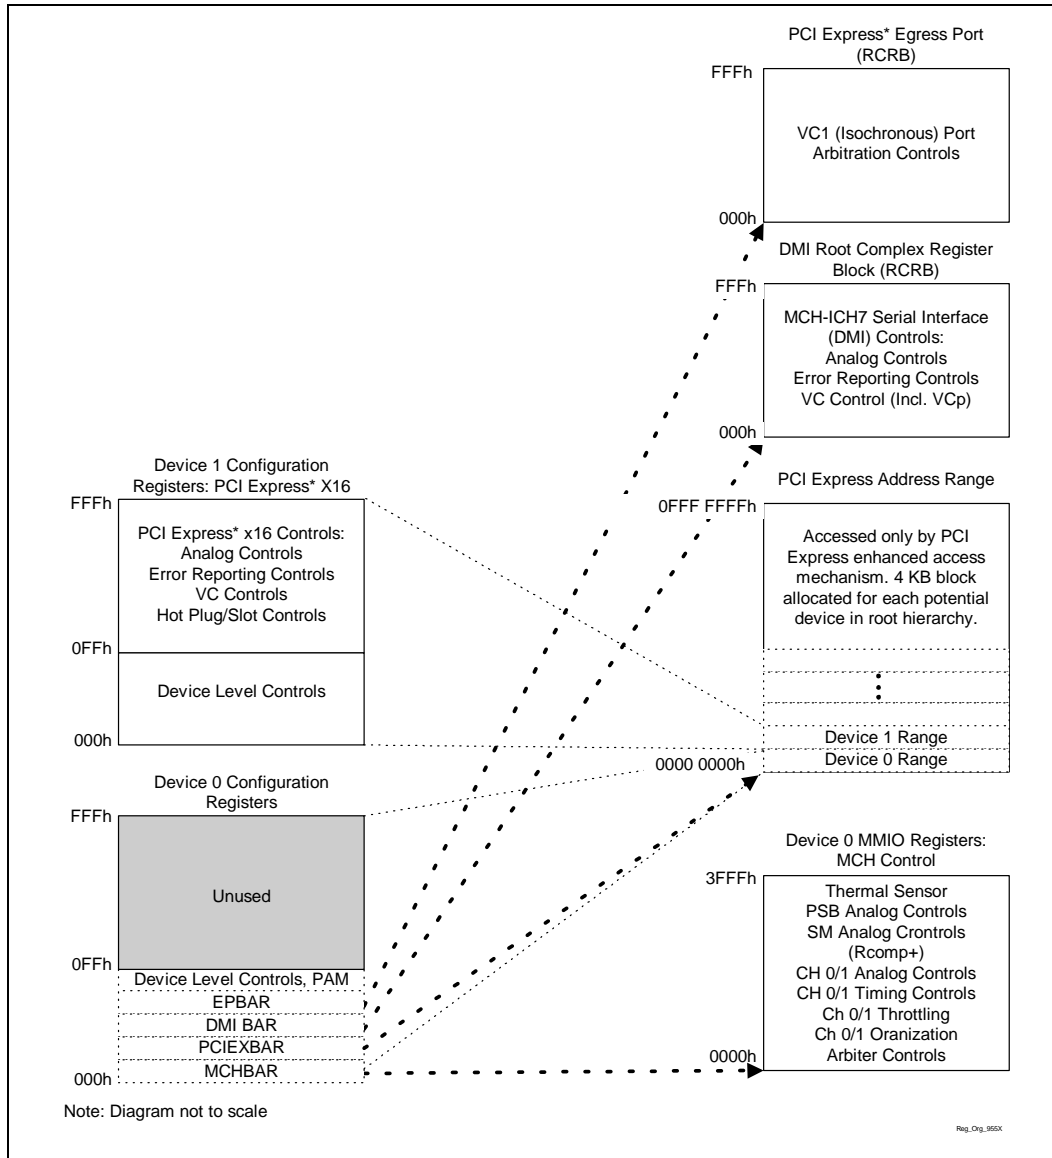 PCI Express* Egress Port
(RCRB)
FFFh
VC1 (Isochronous) Port
Arbitration Controls
000h
DMI Root Complex Register
Block (RCRB)
FFFh
MCH-ICH7 Serial Interface
(DMI) Controls:
Analog Controls
Error Reporting Controls
VC Control (Incl. VCp)
000h
Device 1 Configuration
Registers: PCI Express* X16
FFFh
PCI Express* x16 Controls:
Analog Controls
Error Reporting Controls
VC Controls
Hot Plug/Slot Controls
0FFh
Device Level Controls
000h
PCI Express Address Range
0FFF FFFFh
Accessed only by PCI
Express enhanced access
mechanism. 4 KB block
allocated for each potential
device in root hierarchy.
Device 1 Range
Device 0 Range
0000 0000h
Device 0 Configuration
Registers
FFFh
Unused
0FFh
Device Level Controls, PAM
EPBAR
DMI BAR
PCIEXBAR
MCHBAR
000h
Device 0 MMIO Registers:
MCH Control
3FFFh
Thermal Sensor
PSB Analog Controls
SM Analog Crontrols
(Rcomp+)
CH 0/1 Analog Controls
CH 0/1 Timing Controls
Ch 0/1 Throttling
Ch 0/1 Oranization
Arbiter Controls
0000h
Note: Diagram not to scale
Reg_Org_955X